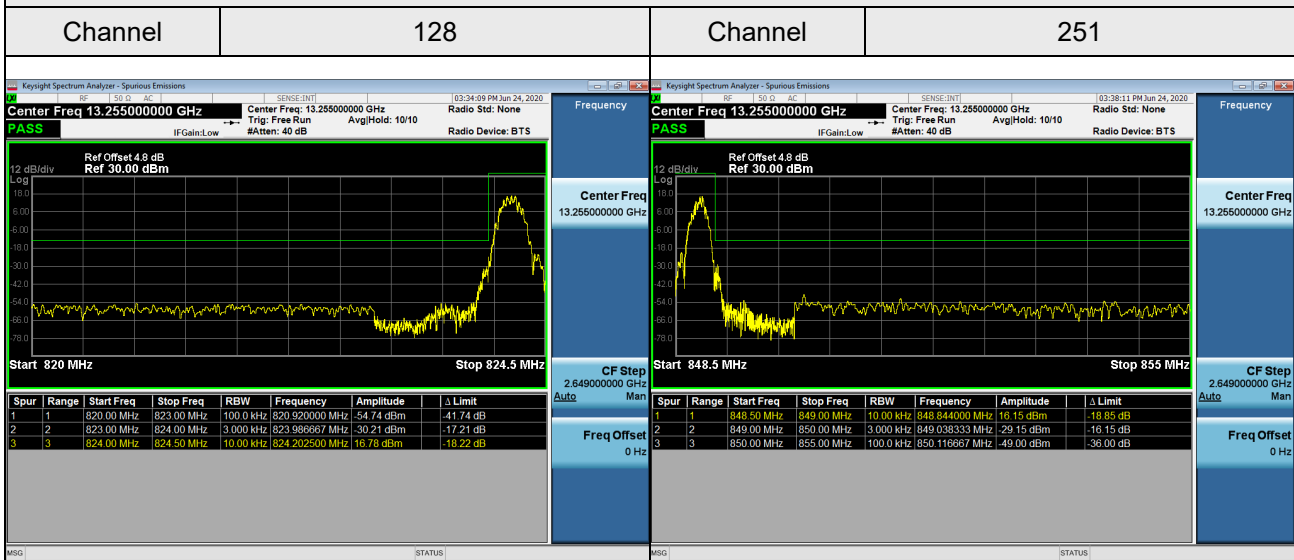 Channel 128 Channel 251
Keysight Spectrum Analyzer - Spurious Emissions
RF 50 Ω AC SENSE:INT 03:34:09 PM Jun 24, 2020
Center Freq 13.255000000 GHz Center Freq: 13.255000000 GHz Radio Std: None
Trig: Free Run Avg|Hold: 10/10
PASS IFGain:Low #Atten: 40 dB Radio Device: BTS
Ref Offset 4.8 dB
12 dB/div Ref 30.00 dBm
Log
18.0
6.00
-6.00
-18.0
-30.0
-42.0
-54.0
-66.0
-78.0
Start 820 MHz Stop 824.5 MHz
Spur Range Start Freq Stop Freq RBW Frequency Amplitude Δ Limit
1 1 820.00 MHz 823.00 MHz 100.0 kHz 820.920000 MHz -54.74 dBm -41.74 dB
2 2 823.00 MHz 824.00 MHz 3.000 kHz 823.986667 MHz -30.21 dBm -17.21 dB
3 3 824.00 MHz 824.50 MHz 10.00 kHz 824.202500 MHz 16.78 dBm -18.22 dB
MSG STATUS
Frequency
Center Freq
13.255000000 GHz
CF Step
2.649000000 GHz
Auto Man
Freq Offset
0 Hz
Keysight Spectrum Analyzer - Spurious Emissions
RF 50 Ω AC SENSE:INT 03:38:11 PM Jun 24, 2020
Center Freq 13.255000000 GHz Center Freq: 13.255000000 GHz Radio Std: None
Trig: Free Run Avg|Hold: 10/10
PASS IFGain:Low #Atten: 40 dB Radio Device: BTS
Ref Offset 4.8 dB
12 dB/div Ref 30.00 dBm
Log
18.0
6.00
-6.00
-18.0
-30.0
-42.0
-54.0
-66.0
-78.0
Start 848.5 MHz Stop 855 MHz
Spur Range Start Freq Stop Freq RBW Frequency Amplitude Δ Limit
1 1 848.50 MHz 849.00 MHz 10.00 kHz 848.844000 MHz 16.15 dBm -18.85 dB
2 2 849.00 MHz 850.00 MHz 3.000 kHz 849.038333 MHz -29.15 dBm -16.15 dB
3 3 850.00 MHz 855.00 MHz 100.0 kHz 850.116667 MHz -49.00 dBm -36.00 dB
MSG STATUS
Frequency
Center Freq
13.255000000 GHz
CF Step
2.649000000 GHz
Auto Man
Freq Offset
0 Hz